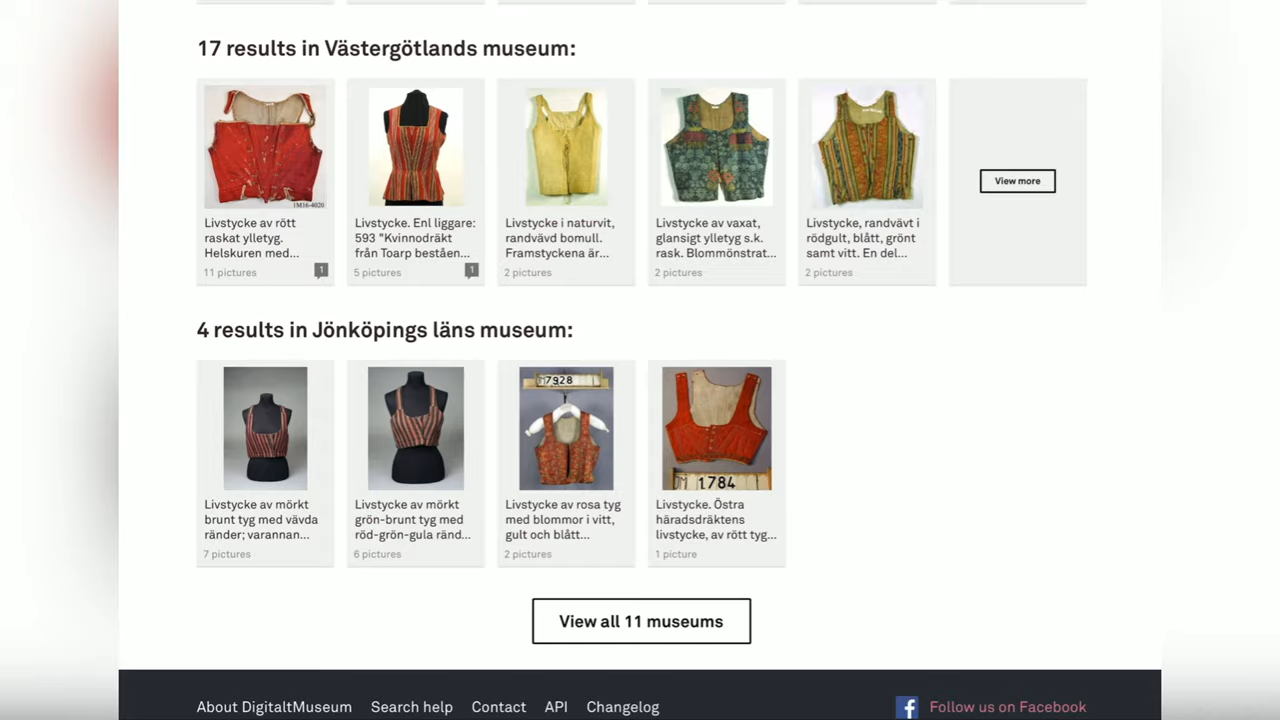 17 results in Västergötlands museum:
1M16-4020
Livstycke av rött
raskat ylletyg.
Helskuren med...
11 pictures
1
Livstycke. Enl liggare:
593 "Kvinnodräkt
från Toarp bestäen...
5 pictures
1
Livstycke i naturvit,
randvävd bomull.
Framstyckena är...
2 pictures
Livstycke av vaxat,
glansigt ylletyg s.k.
rask. Blommönstrat...
2 pictures
Livstycke, randvävt i
rödgult, blått, grönt
samt vitt. En del...
2 pictures
View more
4 results in Jönköpings läns museum:
Livstycke av mörkt
brunt tyg med vävda
ränder; varannan...
7 pictures
Livstycke av mörkt
grön-brunt tyg med
röd-grön-gula ränd...
6 pictures
7928
Livstycke av rosa tyg
med blommor i vitt,
gult och blått...
2 pictures
M 1784
Livstycke. Östra
häradsdräktens
livstycke, av rött tyg...
1 picture
View all 11 museums
About DigitaltMuseum
Search help
Contact
API
Changelog
Follow us on Facebook